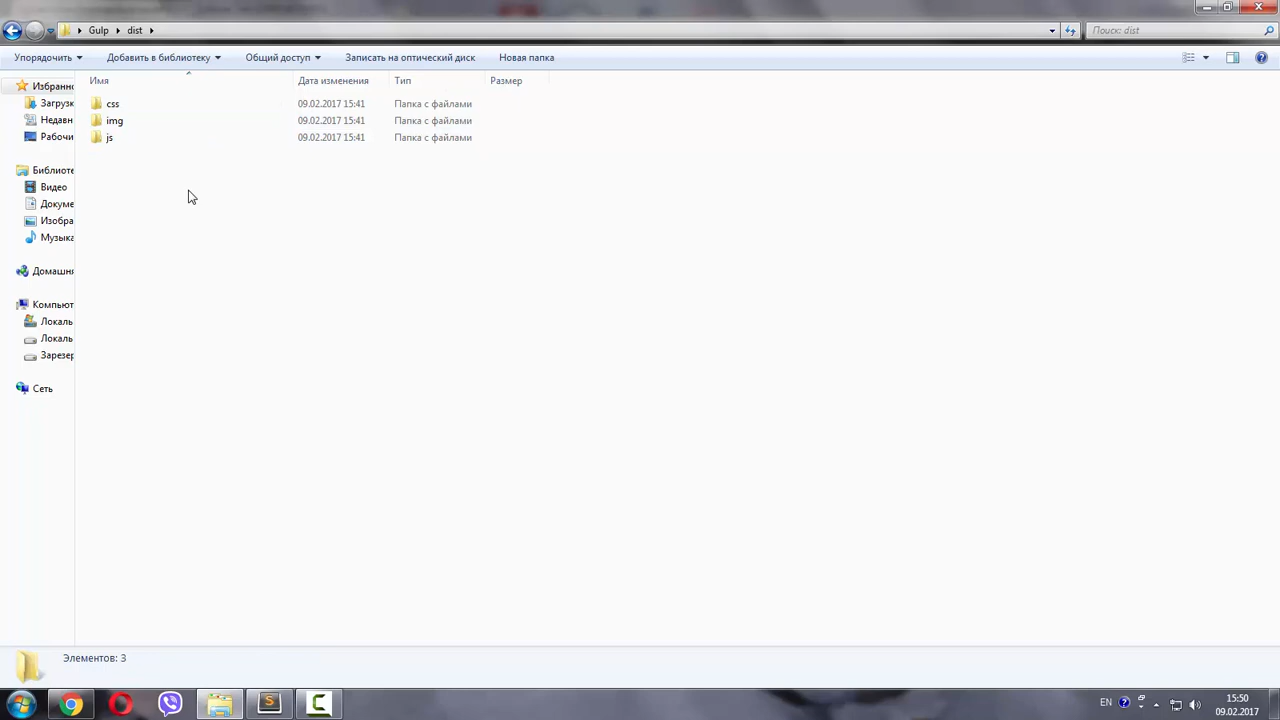 Gulp dist
Поиск: dist
Упорядочить Добавить в библиотеку Общий доступ Записать на оптический диск Новая папка
Имя Дата изменения Тип Размер
css 09.02.2017 15:41 Папка с файлами
img 09.02.2017 15:41 Папка с файлами
js 09.02.2017 15:41 Папка с файлами
Избранно
Загрузк
Недавн
Рабочи
Библиоте
Видео
Докуме
Изобра
Музыка
Домашня
Компьют
Локаль
Локаль
Зарезер
Сеть
Элементов: 3
EN
15:50
09.02.2017